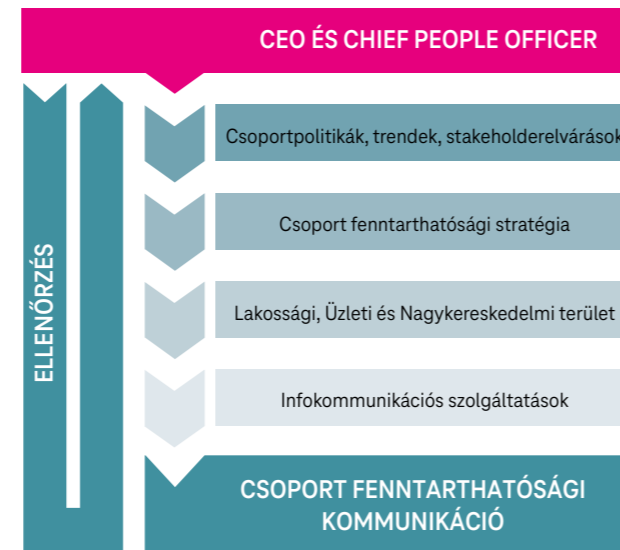 CEO ÉS CHIEF PEOPLE OFFICER
Csoportpolitikák, trendek, stakeholderelvárások
Csoport fenntarthatósági stratégia
Lakossági, Üzleti és Nagykereskedelmi terület
Infokommunikációs szolgáltatások
ELLENŐRZÉS
CSOPORT FENNTARTHATÓSÁGI
KOMMUNIKÁCIÓ